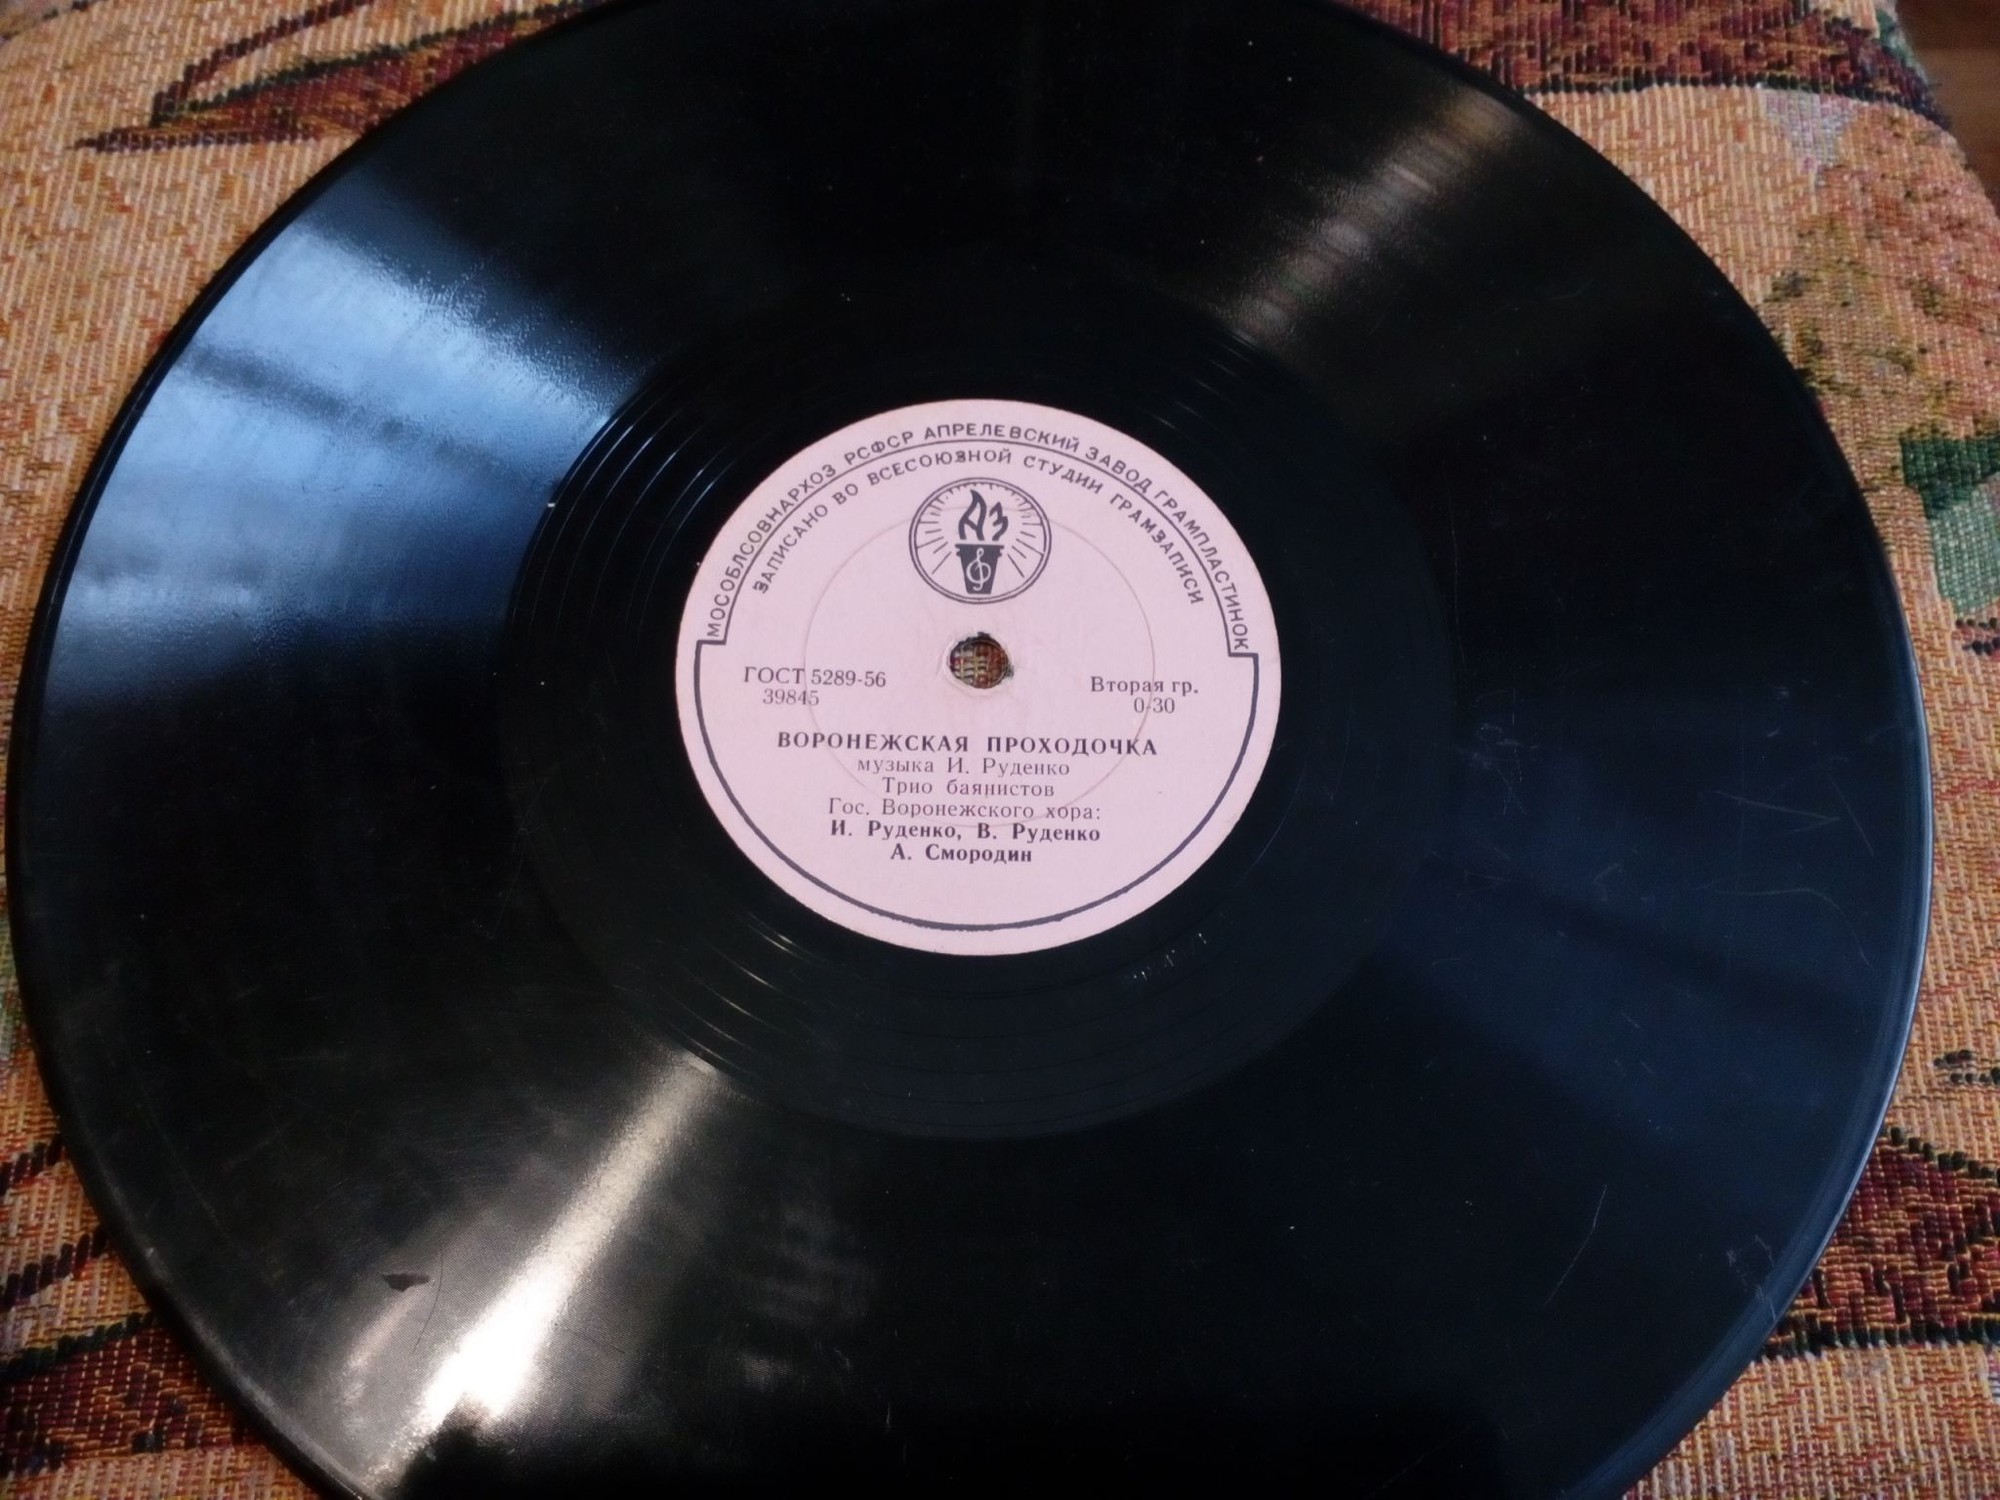 МОСОБЛСОВНАРХОЗ РСФСР АПРЕЛЕВСКИЙ ЗАВОД ГРАМПЛАСТИНОК
ЗАПИСАНО ВО ВСЕСОЮЗНОЙ СТУДИИ ГРАМЗАПИСИ
АЗ
ГОСТ 5289-56
39845
Вторая гр.
0-30
ВОРОНЕЖСКАЯ ПРОХОДОЧКА
музыка И. Руденко
Трио баянистов
Гос. Воронежского хора:
И. Руденко, В. Руденко
А. Смородин